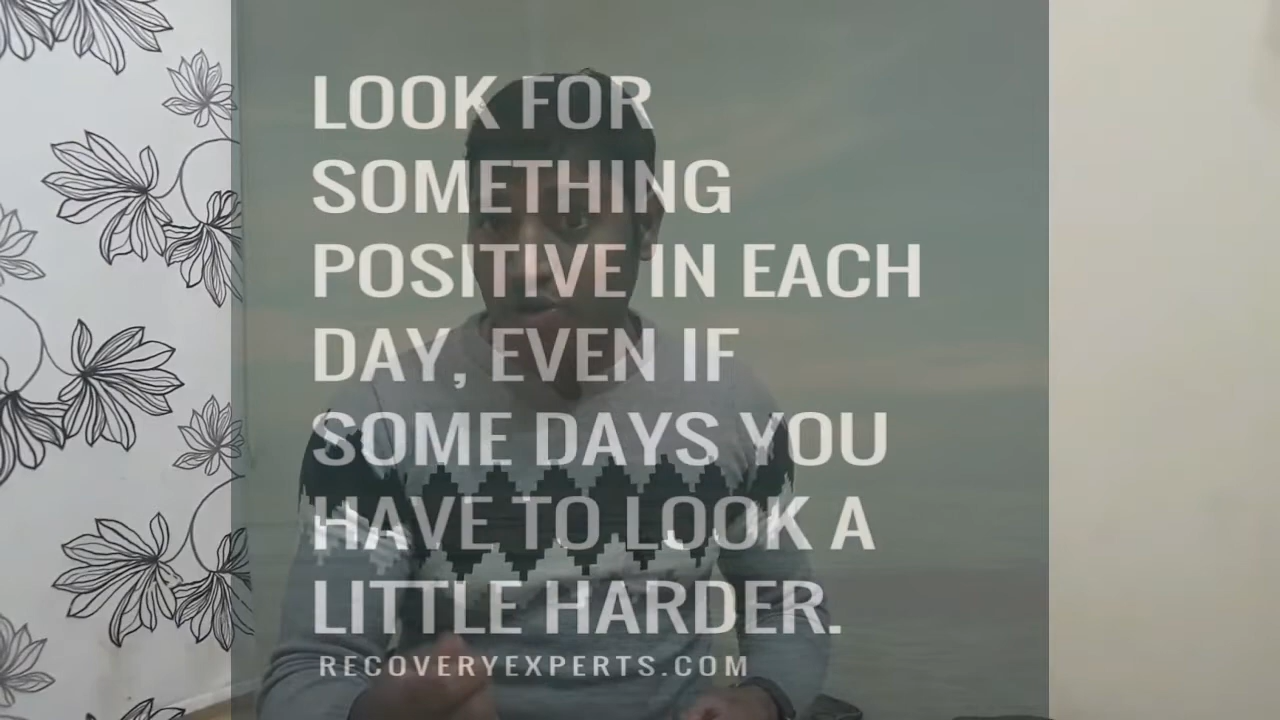 LOOK FOR
SOMETHING
POSITIVE IN EACH
DAY, EVEN IF
SOME DAYS YOU
HAVE TO LOOK A
LITTLE HARDER.
RECOVERYEXPERTS.COM